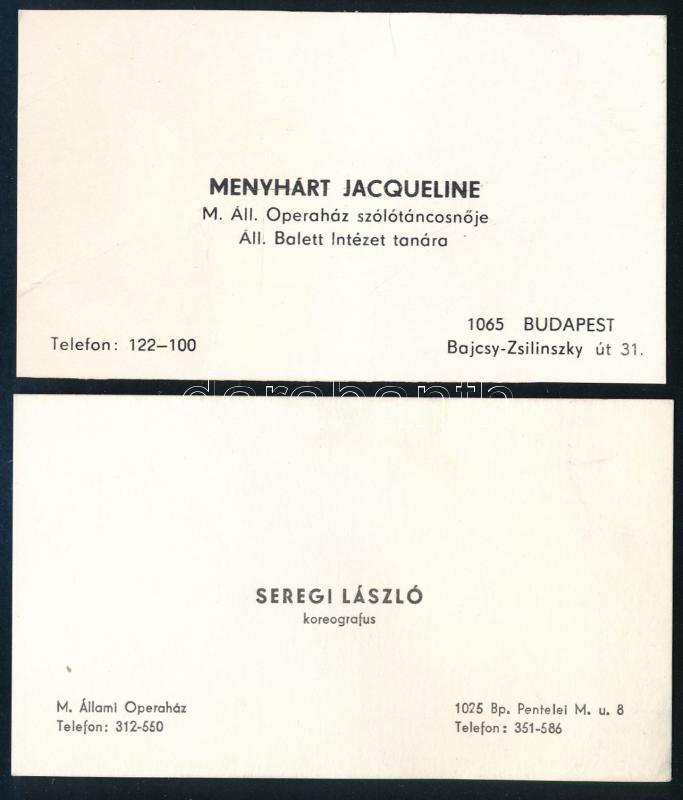 MENYHÁRT JACQUELINE
M. Áll. Operaház szólótáncosnője
Áll. Balett Intézet tanára
Telefon: 122–100
1065 BUDAPEST
Bajcsy-Zsilinszky út 31.
darabanth
SEREGI LÁSZLÓ
koreografus
M. Állami Operaház
Telefon: 312-550
1025 Bp. Pentelei M. u. 8
Telefon: 351-586